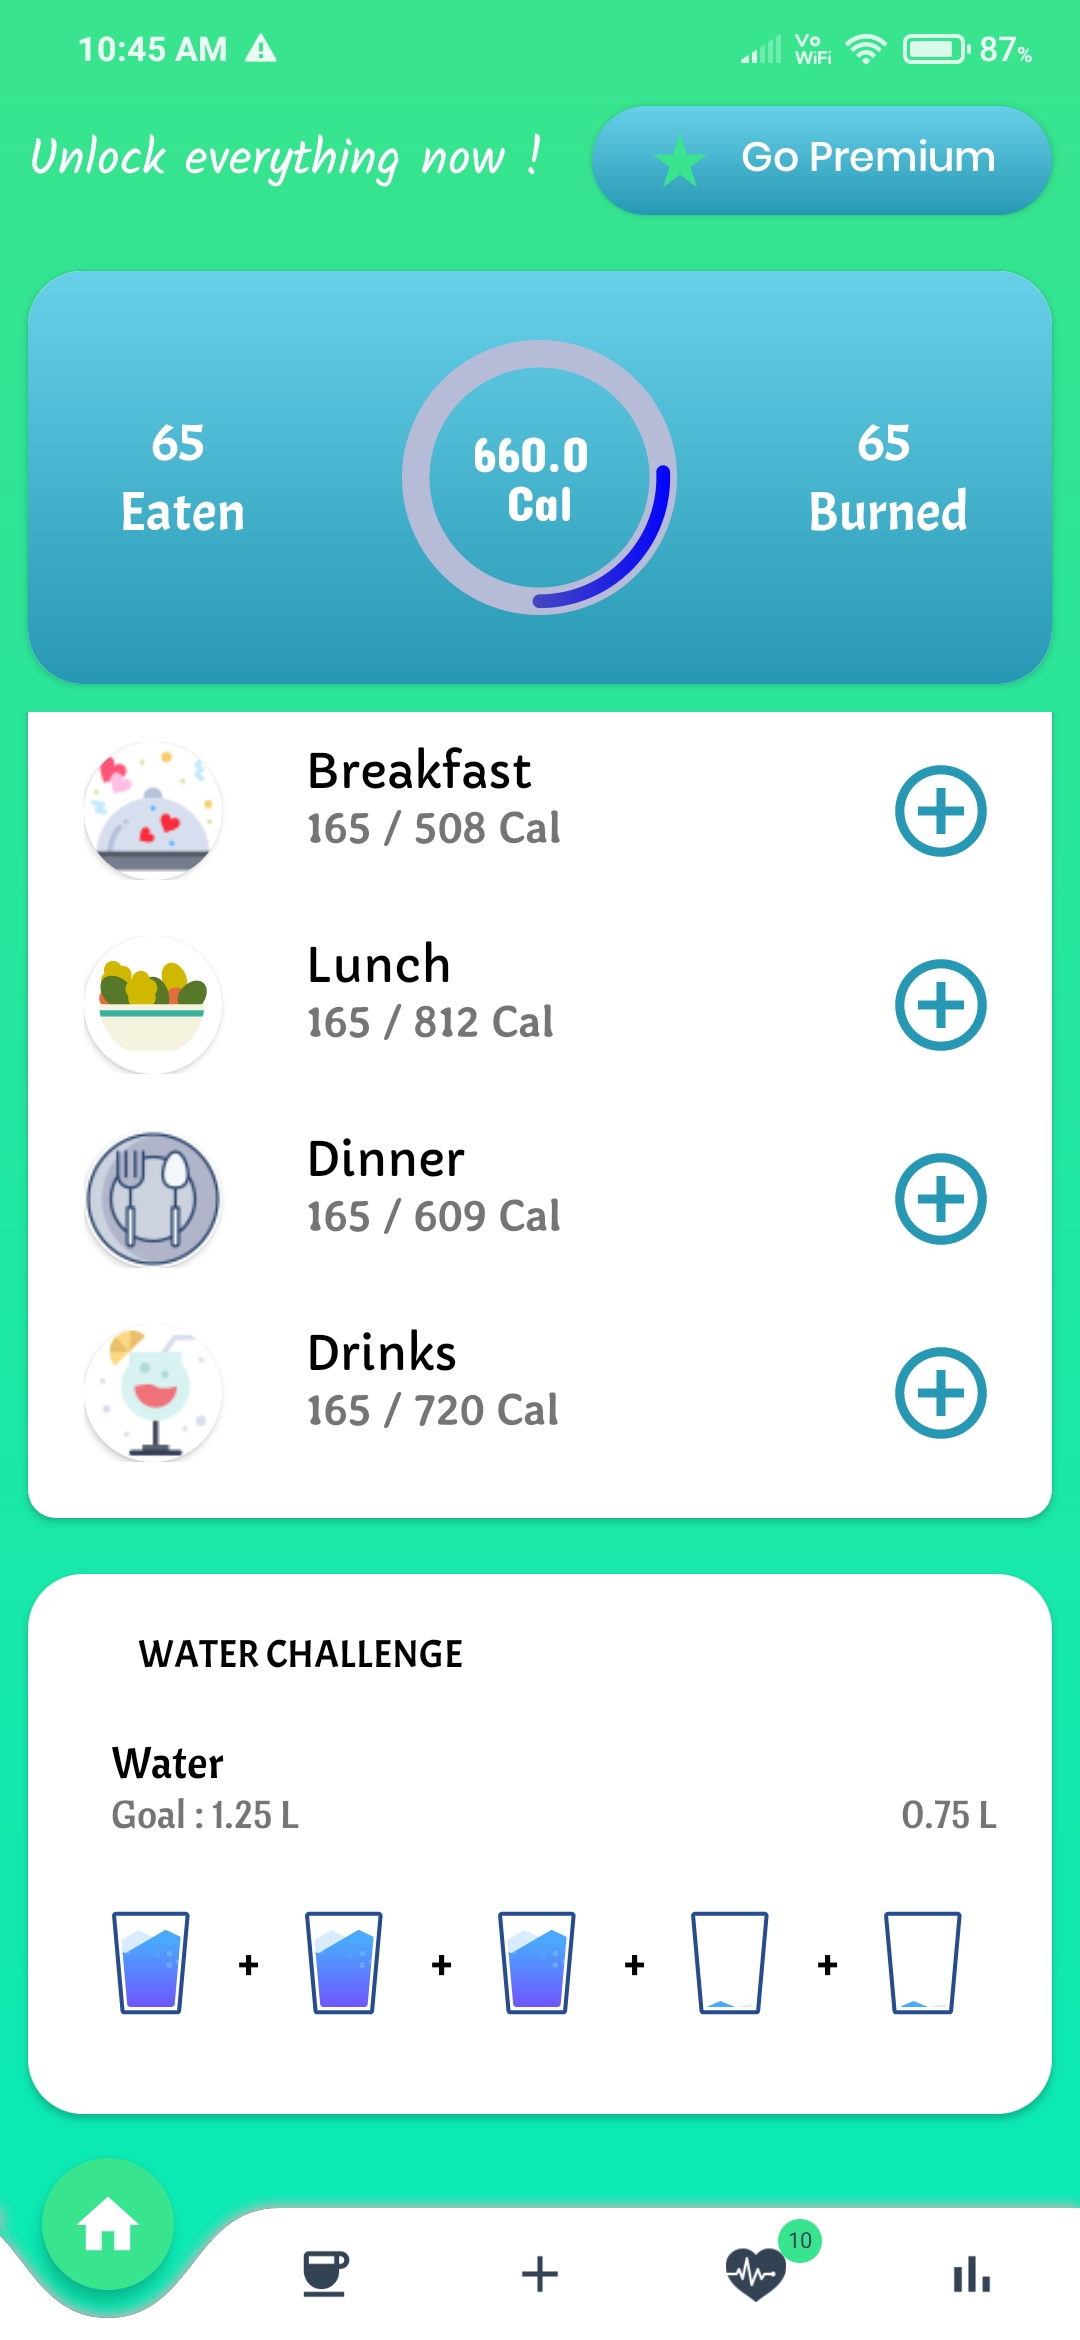 10:45 AM
Vo
WiFi
87%
Unlock everything now !
Go Premium
65
Eaten
660.0
Cal
65
Burned
Breakfast
165 / 508 Cal
Lunch
165 / 812 Cal
Dinner
165 / 609 Cal
Drinks
165 / 720 Cal
WATER CHALLENGE
Water
Goal : 1.25 L
0.75 L
+ + + +
10